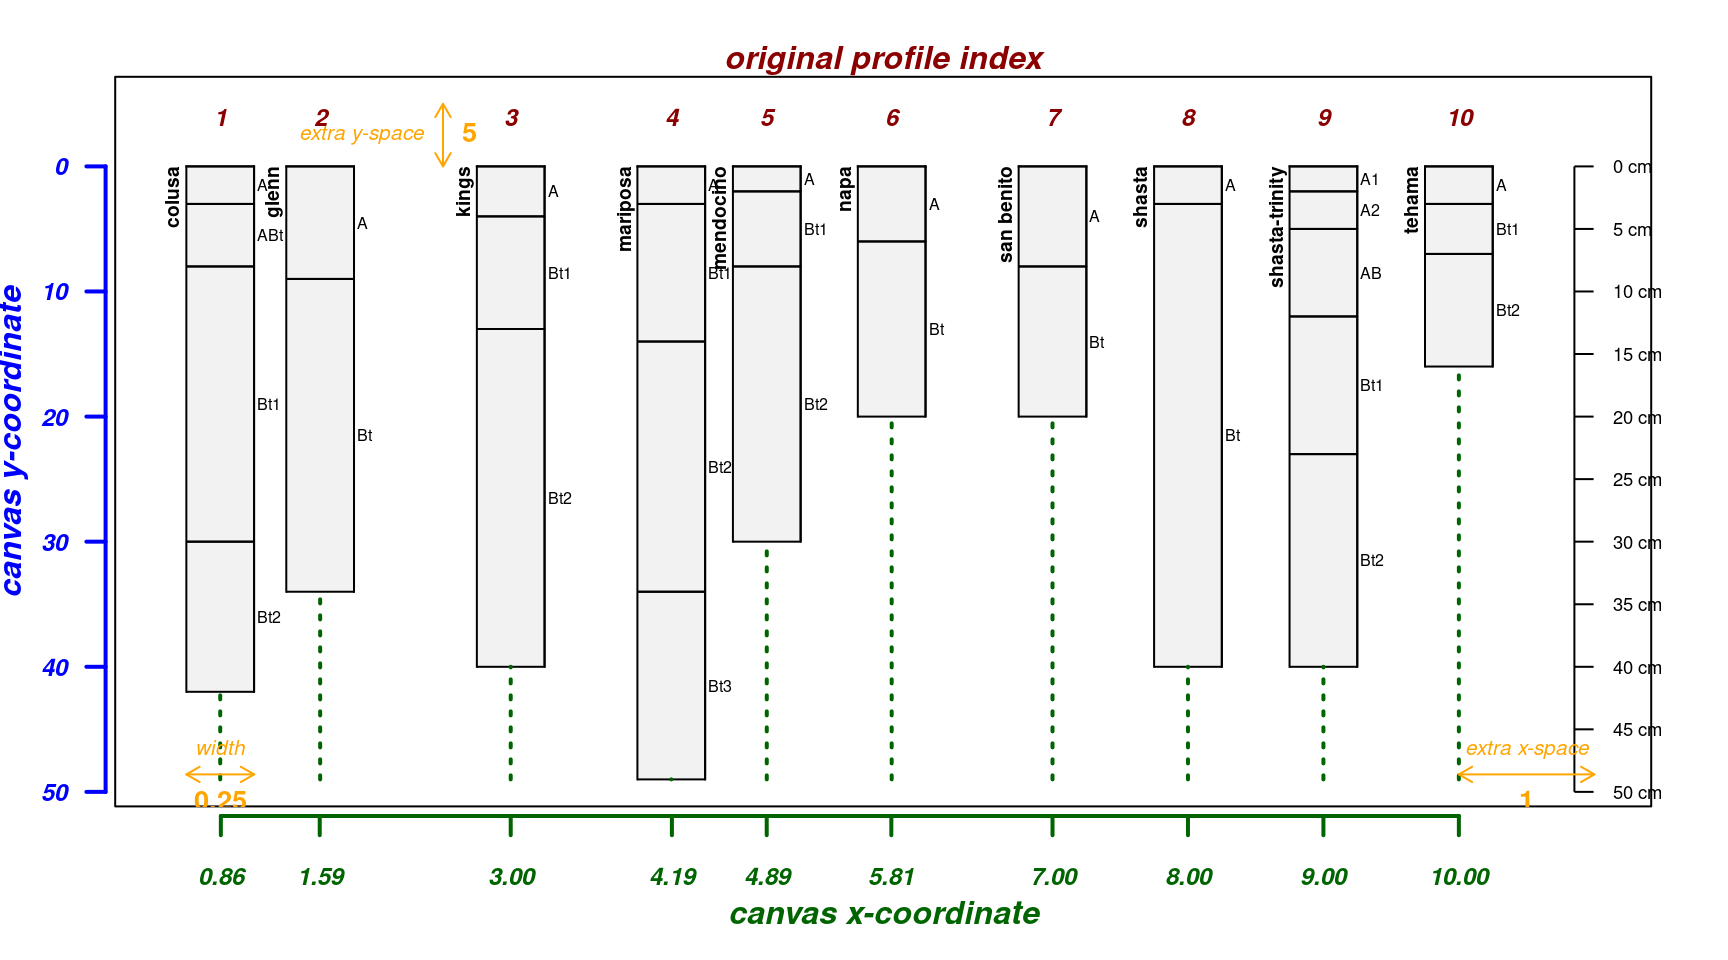 original profile index
1 2 3 4 5 6 7 8 9 10
extra y-space 5
canvas y-coordinate
0
10
20
30
40
50
colusa
A
ABt
Bt1
Bt2
glenn
A
Bt
kings
A
Bt1
Bt2
mariposa
A
Bt1
Bt2
Bt3
mendocino
A
Bt1
Bt2
napa
A
Bt
san benito
A
Bt
shasta
A
Bt
shasta-trinity
A1
A2
AB
Bt1
Bt2
tehama
A
Bt1
Bt2
0 cm
5 cm
10 cm
15 cm
20 cm
25 cm
30 cm
35 cm
40 cm
45 cm
50 cm
width
0.25
extra x-space
1
0.86 1.59 3.00 4.19 4.89 5.81 7.00 8.00 9.00 10.00
canvas x-coordinate